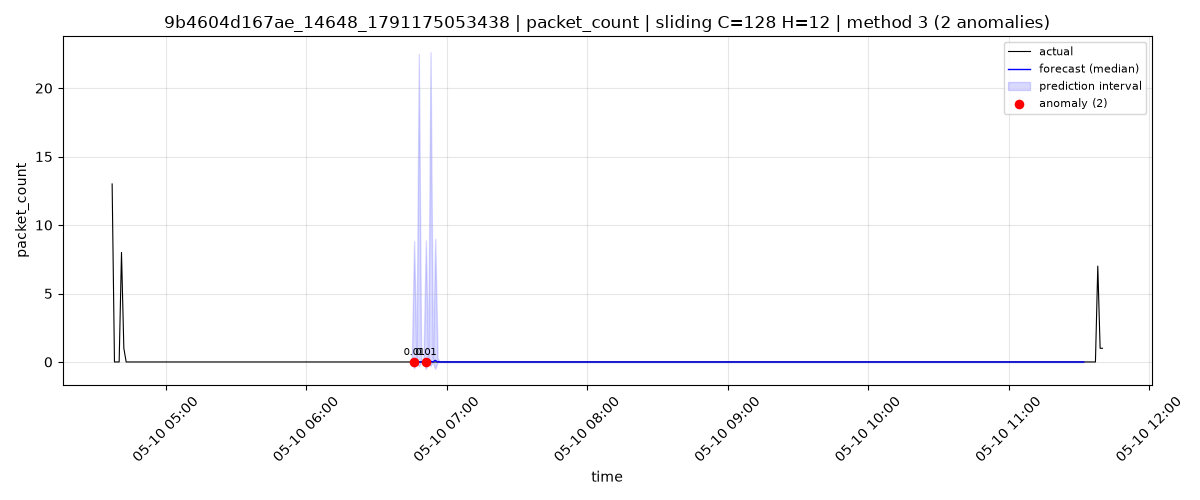 9b4604d167ae_14648_1791175053438 | packet_count | sliding C=128 H=12 | method 3 (2 anomalies)
actual
forecast (median)
prediction interval
anomaly (2)
packet_count
20
15
10
5
0
05-10 05:00
05-10 06:00
05-10 07:00
05-10 08:00
05-10 09:00
05-10 10:00
05-10 11:00
05-10 12:00
time